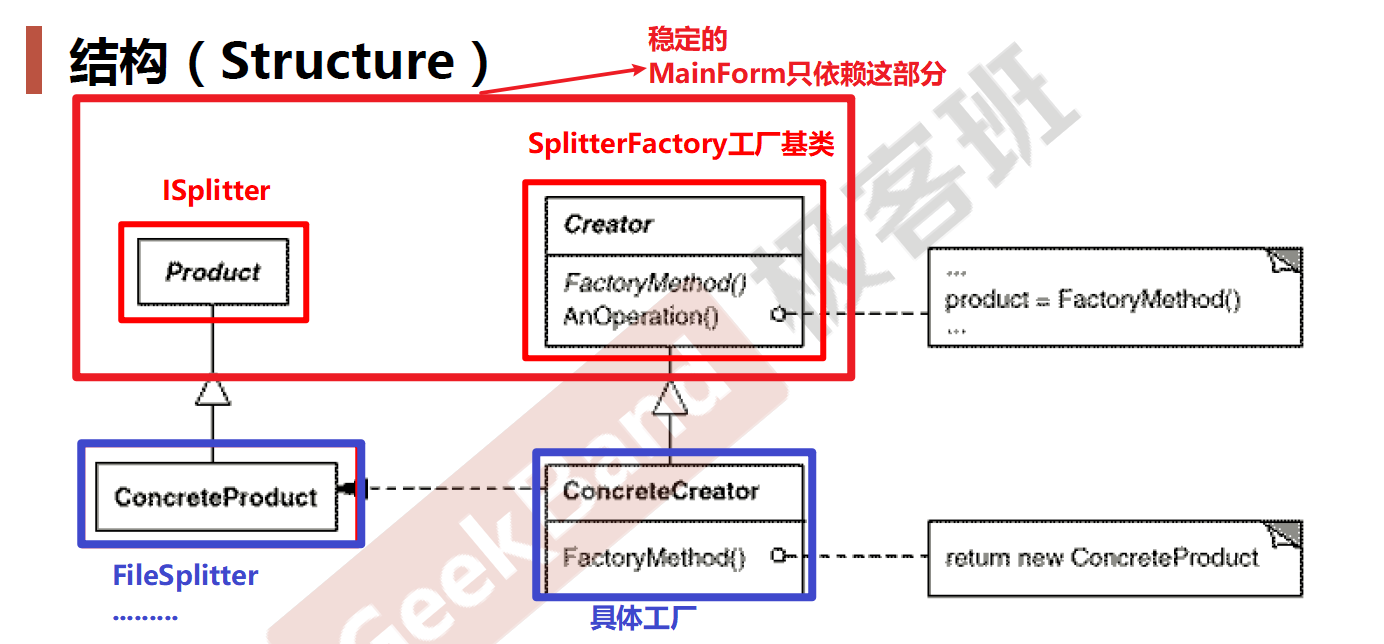 结构（Structure）
稳定的
MainForm只依赖这部分
SplitterFactory工厂基类
ISplitter
Product
Creator
FactoryMethod()
AnOperation()
...
product = FactoryMethod()
...
ConcreteProduct
ConcreteCreator
FactoryMethod()
return new ConcreteProduct
FileSplitter
.........
具体工厂
GeekBand 极客班